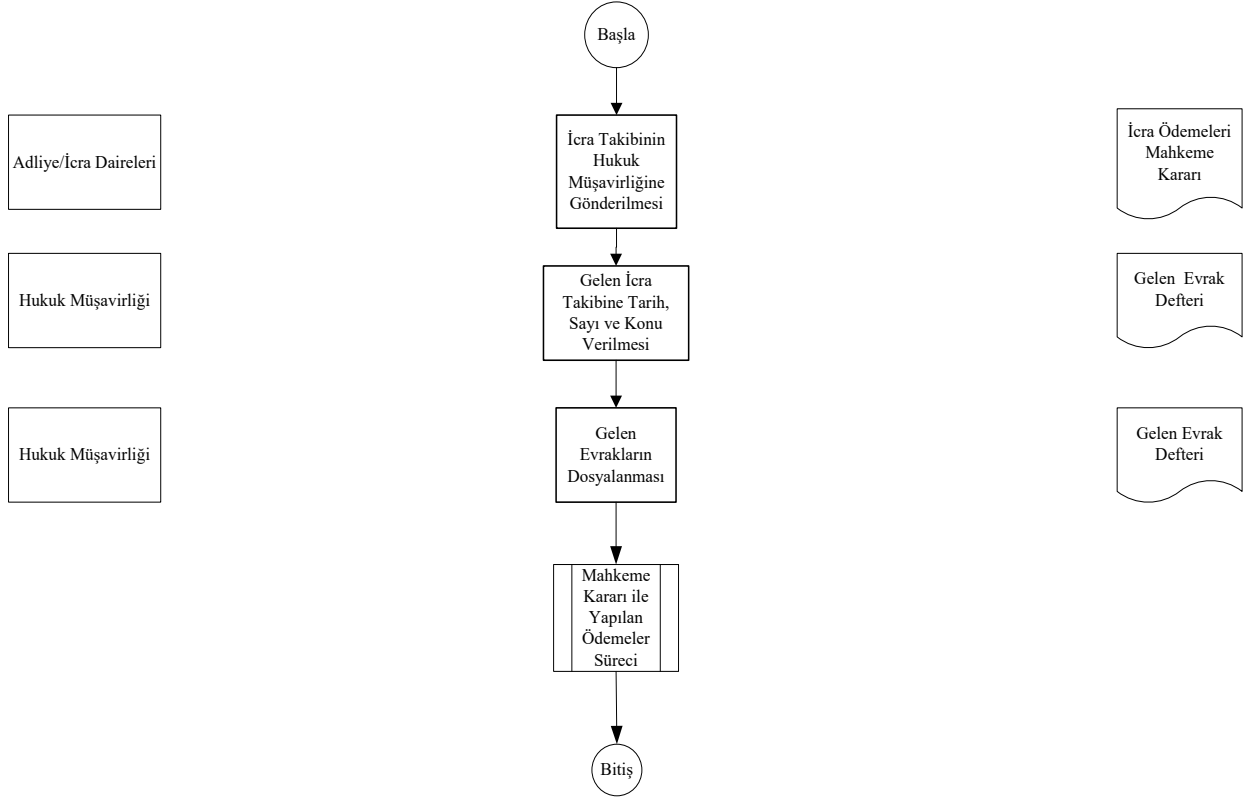 Başla
Adliye/İcra Daireleri
İcra Takibinin
Hukuk
Müşavirliğine
Gönderilmesi
İcra Ödemeleri
Mahkeme
Kararı
Hukuk Müşavirliği
Gelen İcra
Takibine Tarih,
Sayı ve Konu
Verilmesi
Gelen Evrak
Defteri
Hukuk Müşavirliği
Gelen
Evrakların
Dosyalanması
Gelen Evrak
Defteri
Mahkeme
Kararı ile
Yapılan
Ödemeler
Süreci
Bitiş